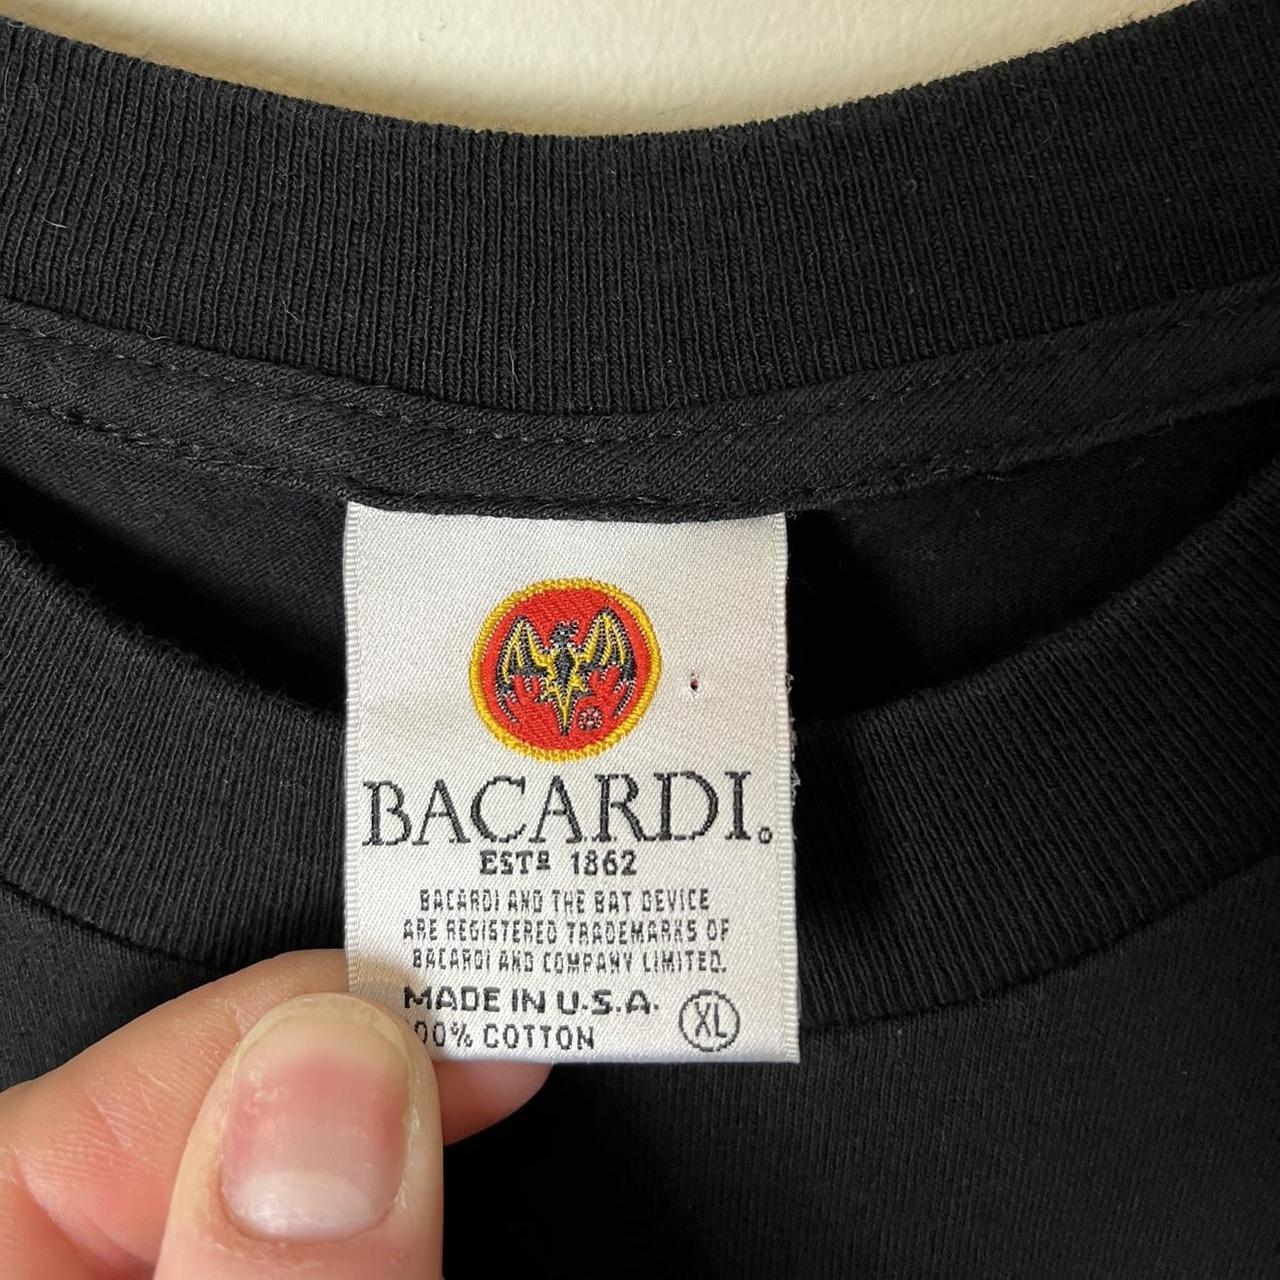 BACARDI®
ESTº 1862
BACARDI AND THE BAT DEVICE
ARE REGISTERED TRADEMARKS OF
BACARDI AND COMPANY LIMITED.
MADE IN U.S.A.
00% COTTON
XL